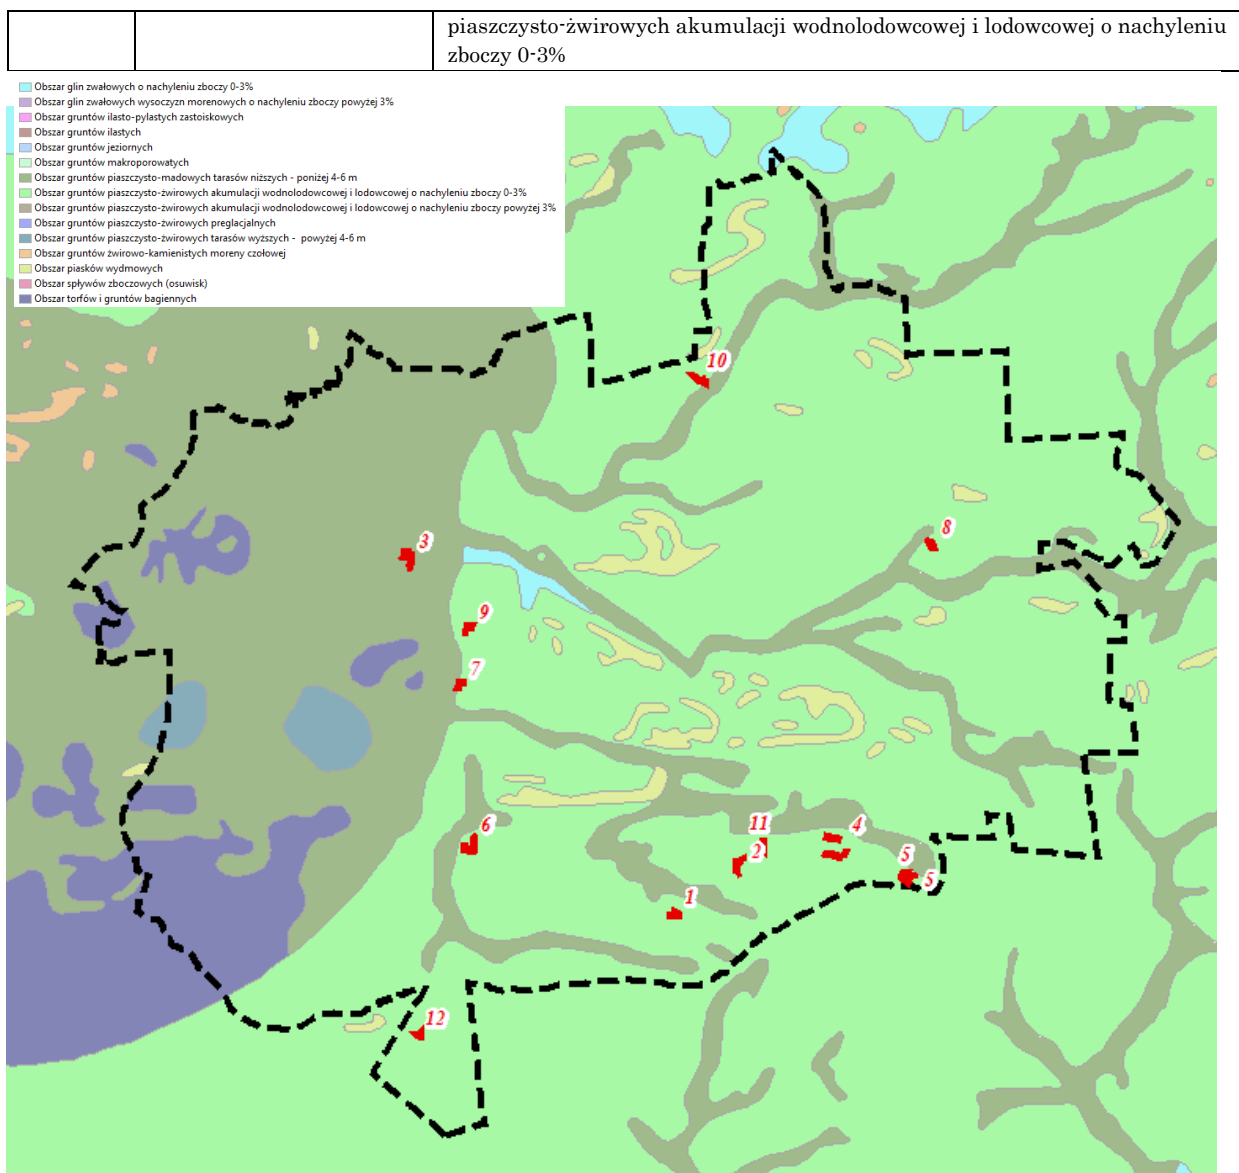 piaszczysto-żwirowych akumulacji wodnolodowcowej i lodowcowej o nachyleniu
zboczy 0-3%
Obszar glin zwałowych o nachyleniu zboczy 0-3%
Obszar glin zwałowych wysoczyzn morenowych o nachyleniu zboczy powyżej 3%
Obszar gruntów ilasto-pylastych zastoiskowych
Obszar gruntów ilastych
Obszar gruntów jeziornych
Obszar gruntów makroporowatych
Obszar gruntów piaszczysto-madowych tarasów niższych - poniżej 4-6 m
Obszar gruntów piaszczysto-żwirowych akumulacji wodnolodowcowej i lodowcowej o nachyleniu zboczy 0-3%
Obszar gruntów piaszczysto-żwirowych akumulacji wodnolodowcowej i lodowcowej o nachyleniu zboczy powyżej 3%
Obszar gruntów piaszczysto-żwirowych preglacjalnych
Obszar gruntów piaszczysto-żwirowych tarasów wyższych - powyżej 4-6 m
Obszar gruntów żwirowo-kamienistych moreny czołowej
Obszar piasków wydmowych
Obszar spływów zboczowych (osuwisk)
Obszar torfów i gruntów bagiennych
10
8
3
9
7
6
11
4
2
5
5
1
12